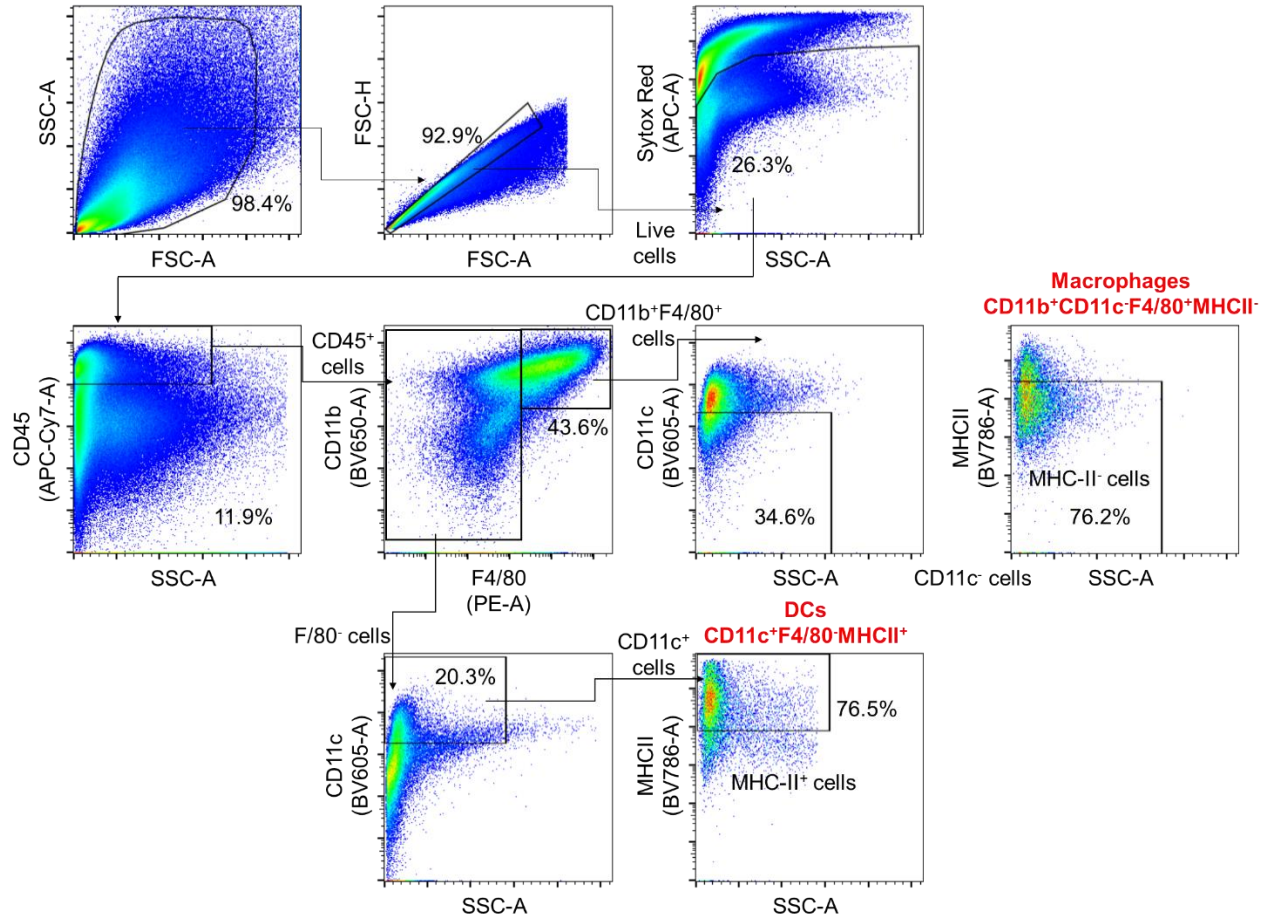 SSC-A
98.4%
FSC-A
FSC-H
92.9%
FSC-A
Live
cells
Sytox Red
(APC-A)
26.3%
SSC-A
CD45
(APC-Cy7-A)
11.9%
SSC-A
CD45⁺
cells
CD11b
(BV650-A)
43.6%
F4/80
(PE-A)
CD11b⁺F4/80⁺
cells
CD11c
(BV605-A)
34.6%
SSC-A
CD11c⁻ cells
Macrophages
CD11b⁺CD11c⁻F4/80⁺MHCII⁻
MHCII
(BV786-A)
MHC-II⁻ cells
76.2%
SSC-A
F/80⁻ cells
CD11c
(BV605-A)
20.3%
SSC-A
CD11c⁺
cells
DCs
CD11c⁺F4/80⁻MHCII⁺
MHCII
(BV786-A)
76.5%
MHC-II⁺ cells
SSC-A